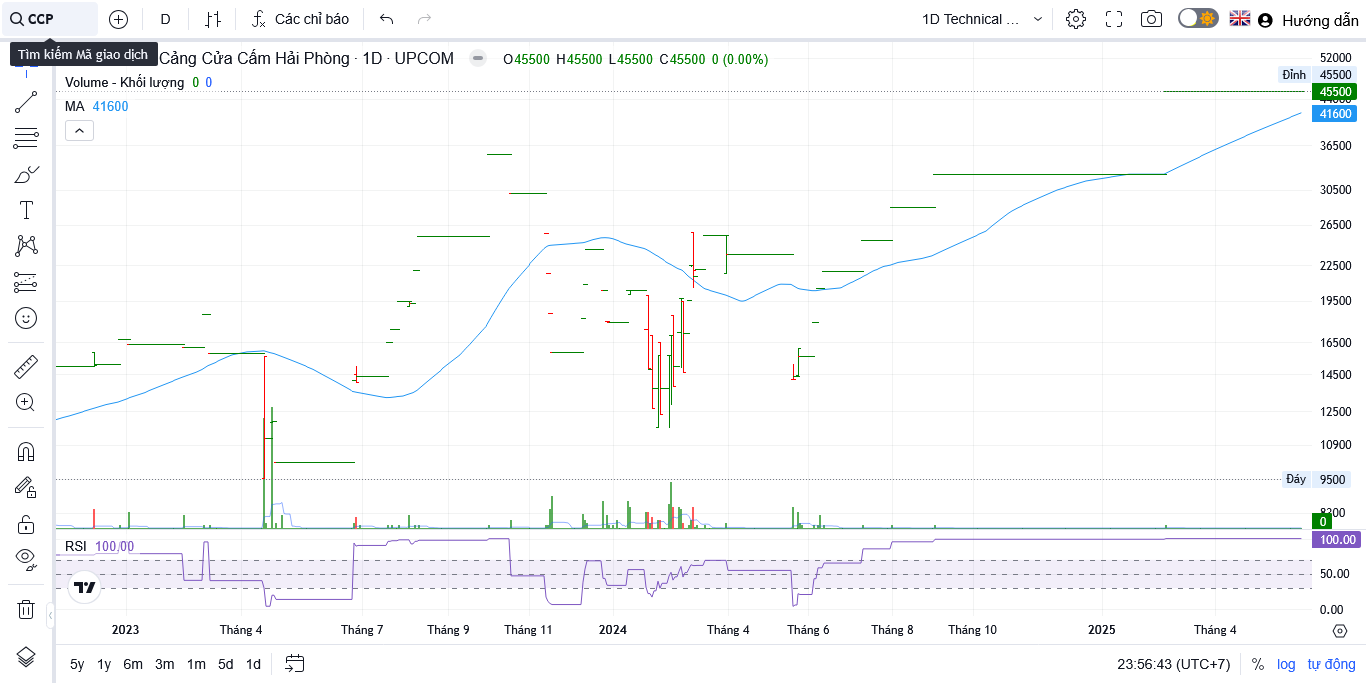 CCP D Các chỉ báo 1D Technical ... Hướng dẫn
Tìm kiếm Mã giao dịch
Cảng Cửa Cấm Hải Phòng · 1D · UPCOM O45500 H45500 L45500 C45500 0 (0.00%)
Volume - Khối lượng 0 0
MA 41600
52000
Đỉnh 45500
45500
44000
41600
36500
30500
26500
22500
19500
16500
14500
12500
10900
Đáy 9500
8200
0
RSI 100.00
100.00
50.00
0.00
2023 Tháng 4 Tháng 7 Tháng 9 Tháng 11 2024 Tháng 4 Tháng 6 Tháng 8 Tháng 10 2025 Tháng 4
5y 1y 6m 3m 1m 5d 1d 23:56:43 (UTC+7) % log tự động